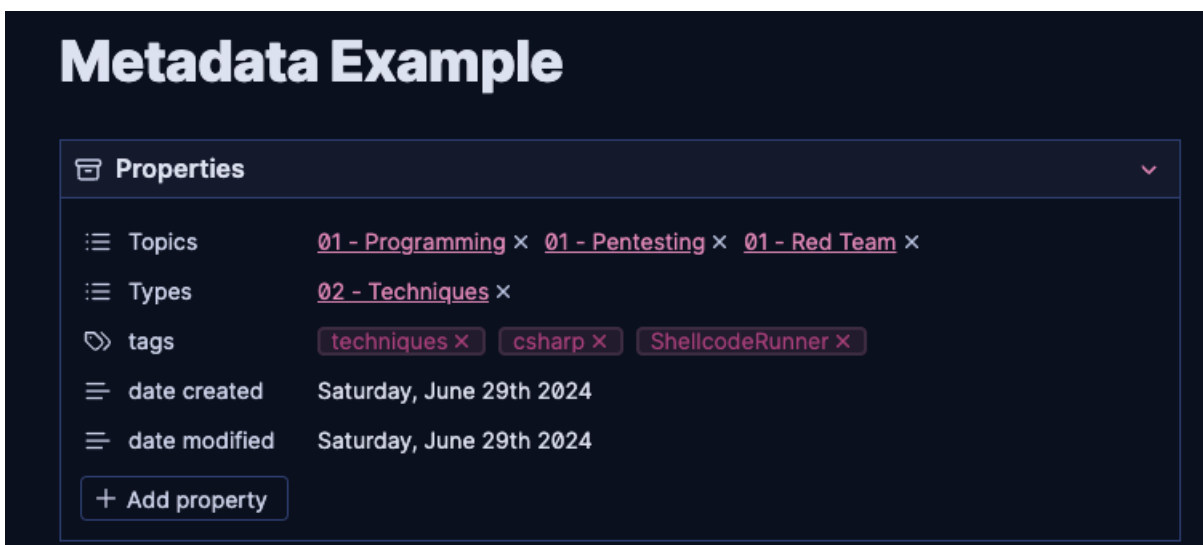 Metadata Example
Properties
Topics 01 - Programming × 01 - Pentesting × 01 - Red Team ×
Types 02 - Techniques ×
tags techniques × csharp × ShellcodeRunner ×
date created Saturday, June 29th 2024
date modified Saturday, June 29th 2024
+ Add property